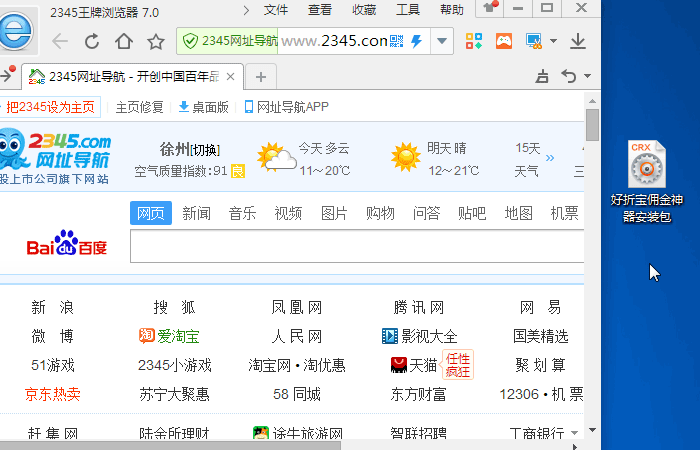 2345王牌浏览器 7.0
文件 查看 收藏 工具 帮助
2345网址导航 www.2345.con
2345网址导航 - 开创中国百年品
把2345设为主页 主页修复 桌面版 网址导航APP
2345.com
网址导航
股上市公司旗下网站
徐州[切换] 今天 多云 明天 晴 15天
空气质量指数:91 良 11～20℃ 12～21℃ 天气
网页 新闻 音乐 视频 图片 购物 问答 贴吧 地图 机票
Bai du 百度
新 浪 搜 狐 凤 凰 网 腾 讯 网 网 易
微 博 淘 爱淘宝 人 民 网 影视大全 国美精选
51游戏 2345小游戏 淘宝网 • 淘优惠 天猫 任性 疯狂 聚 划 算
京东热卖 苏宁大聚惠 58 同城 东方财富 12306 • 机 票
赶 集 网 陆金所理财 途牛旅游网 智联招聘 工商银行
CRX
好折宝佣金神
器安装包